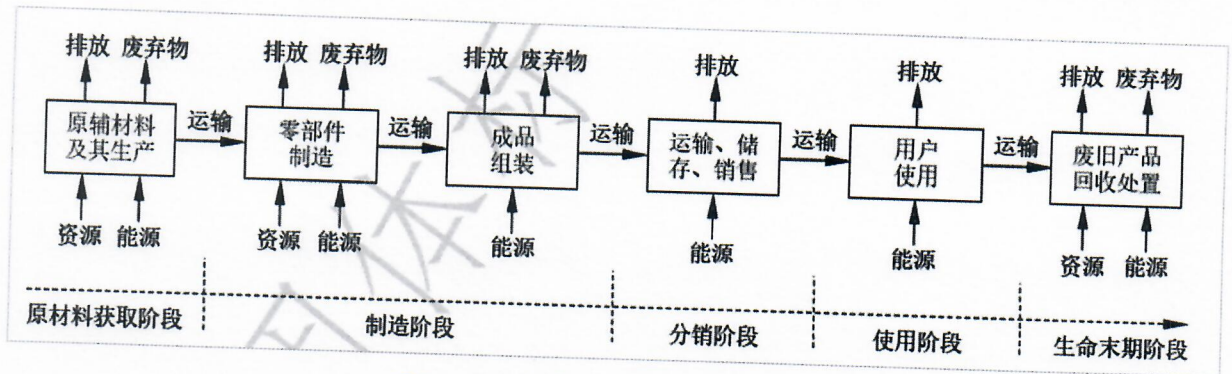 排放 废弃物
排放 废弃物
排放 废弃物
排放
排放
排放 废弃物
原辅材料
及其生产
运输
零部件
制造
运输
成品
组装
运输
运输、储
存、销售
运输
用户
使用
运输
废旧产品
回收处置
资源 能源
资源 能源
能源
能源
能源
资源 能源
原材料获取阶段
制造阶段
分销阶段
使用阶段
生命末期阶段